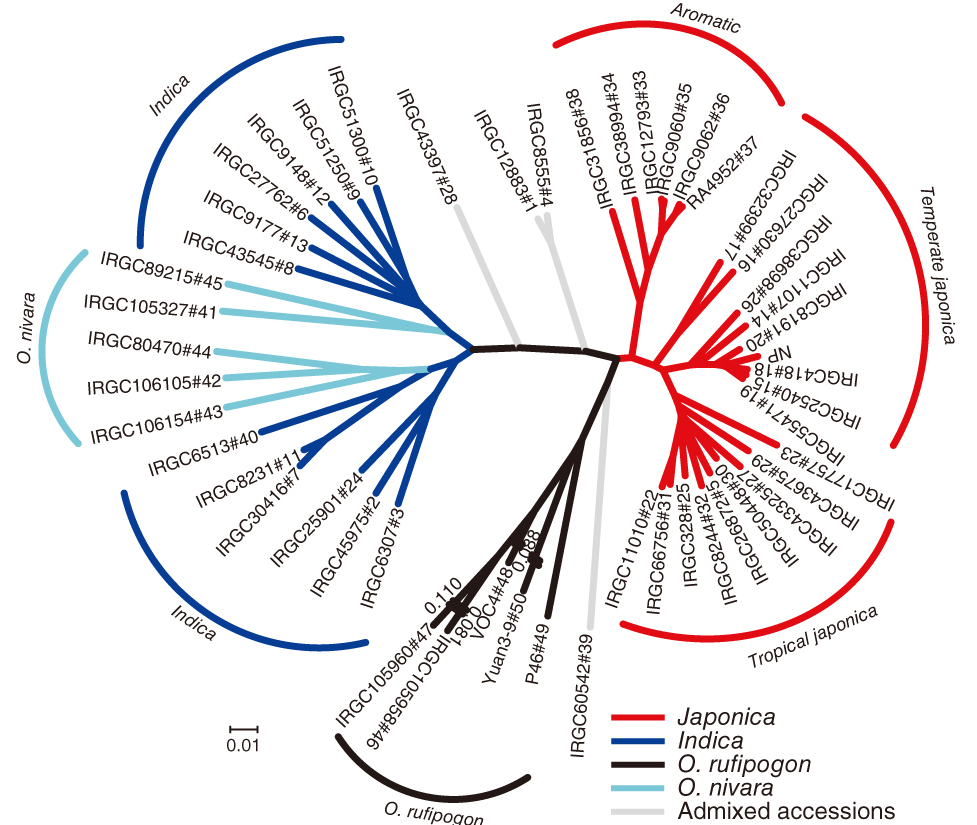 Aromatic
Indica
IRGC51300#10
IRGC51250#9
IRGC9148#12
IRGC27762#6
IRGC9177#13
IRGC43545#8
IRGC43397#28
IRGC12883#1
IRGC8555#4
IRGC31856#38
IRGC38994#34
IRGC12793#33
IRGC9060#35
IRGC9062#36
RA4952#37
Temperate japonica
IRGC32399#17
IRGC27630#16
IRGC38698#26
IRGC1107#14
IRGC8191#20
NP
IRGC418#18
IRGC2540#15
IRGC55471#19
O. nivara
IRGC89215#45
IRGC105327#41
IRGC80470#44
IRGC106105#42
IRGC106154#43
IRGC6513#40
IRGC8231#11
IRGC30416#7
IRGC25901#24
IRGC45975#2
IRGC6307#3
Indica
IRGC17757#23
IRGC43675#29
IRGC43325#27
IRGC50448#30
IRGC26872#5
IRGC8244#32
IRGC328#25
IRGC66756#31
IRGC11010#22
Tropical japonica
0.110
0.081
0.088
IRGC105960#47
IRGC105958#46
VOC4#48
Yuan3-9#50
P46#49
IRGC60542#39
O. rufipogon
0.01
Japonica
Indica
O. rufipogon
O. nivara
Admixed accessions